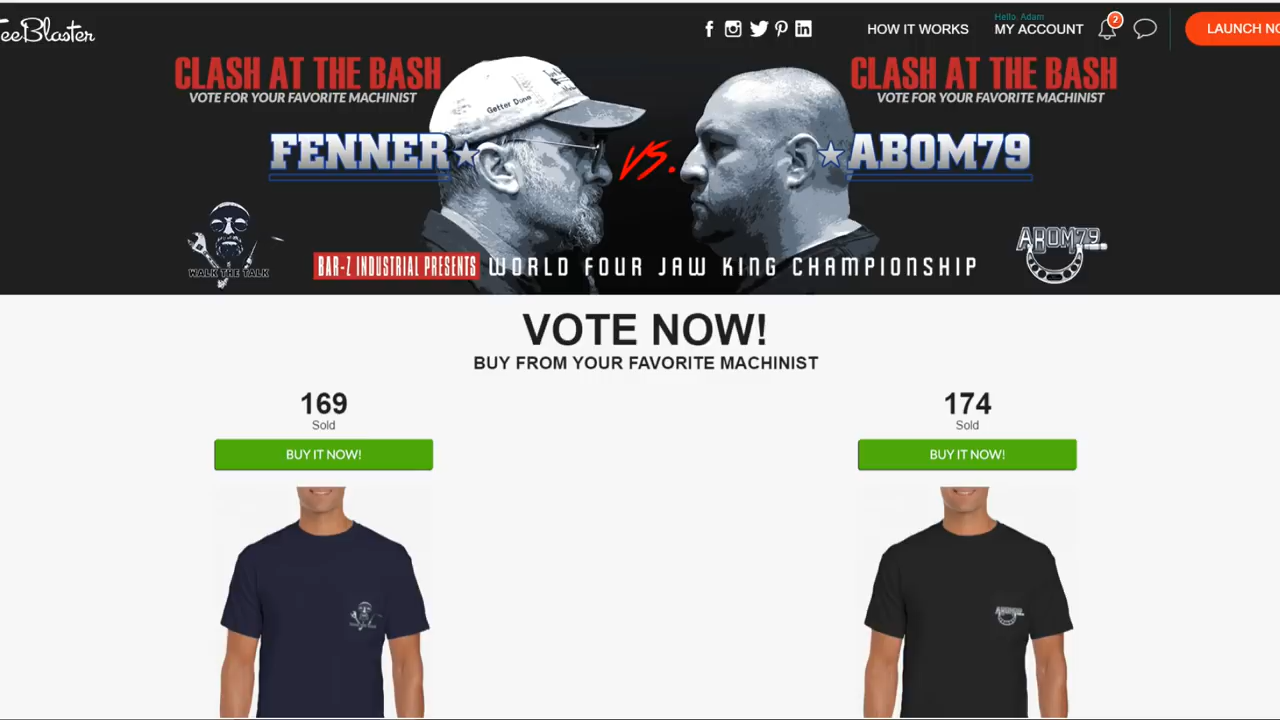 TeeBlaster
HOW IT WORKS
Hello, Adam
MY ACCOUNT
2
LAUNCH NO
CLASH AT THE BASH
VOTE FOR YOUR FAVORITE MACHINIST
CLASH AT THE BASH
VOTE FOR YOUR FAVORITE MACHINIST
Getter Done
FENNER
VS.
ABOM79
WALK THE TALK
BAR-Z INDUSTRIAL PRESENTS WORLD FOUR JAW KING CHAMPIONSHIP
ABOM79
VOTE NOW!
BUY FROM YOUR FAVORITE MACHINIST
169
Sold
BUY IT NOW!
174
Sold
BUY IT NOW!
ABOM79